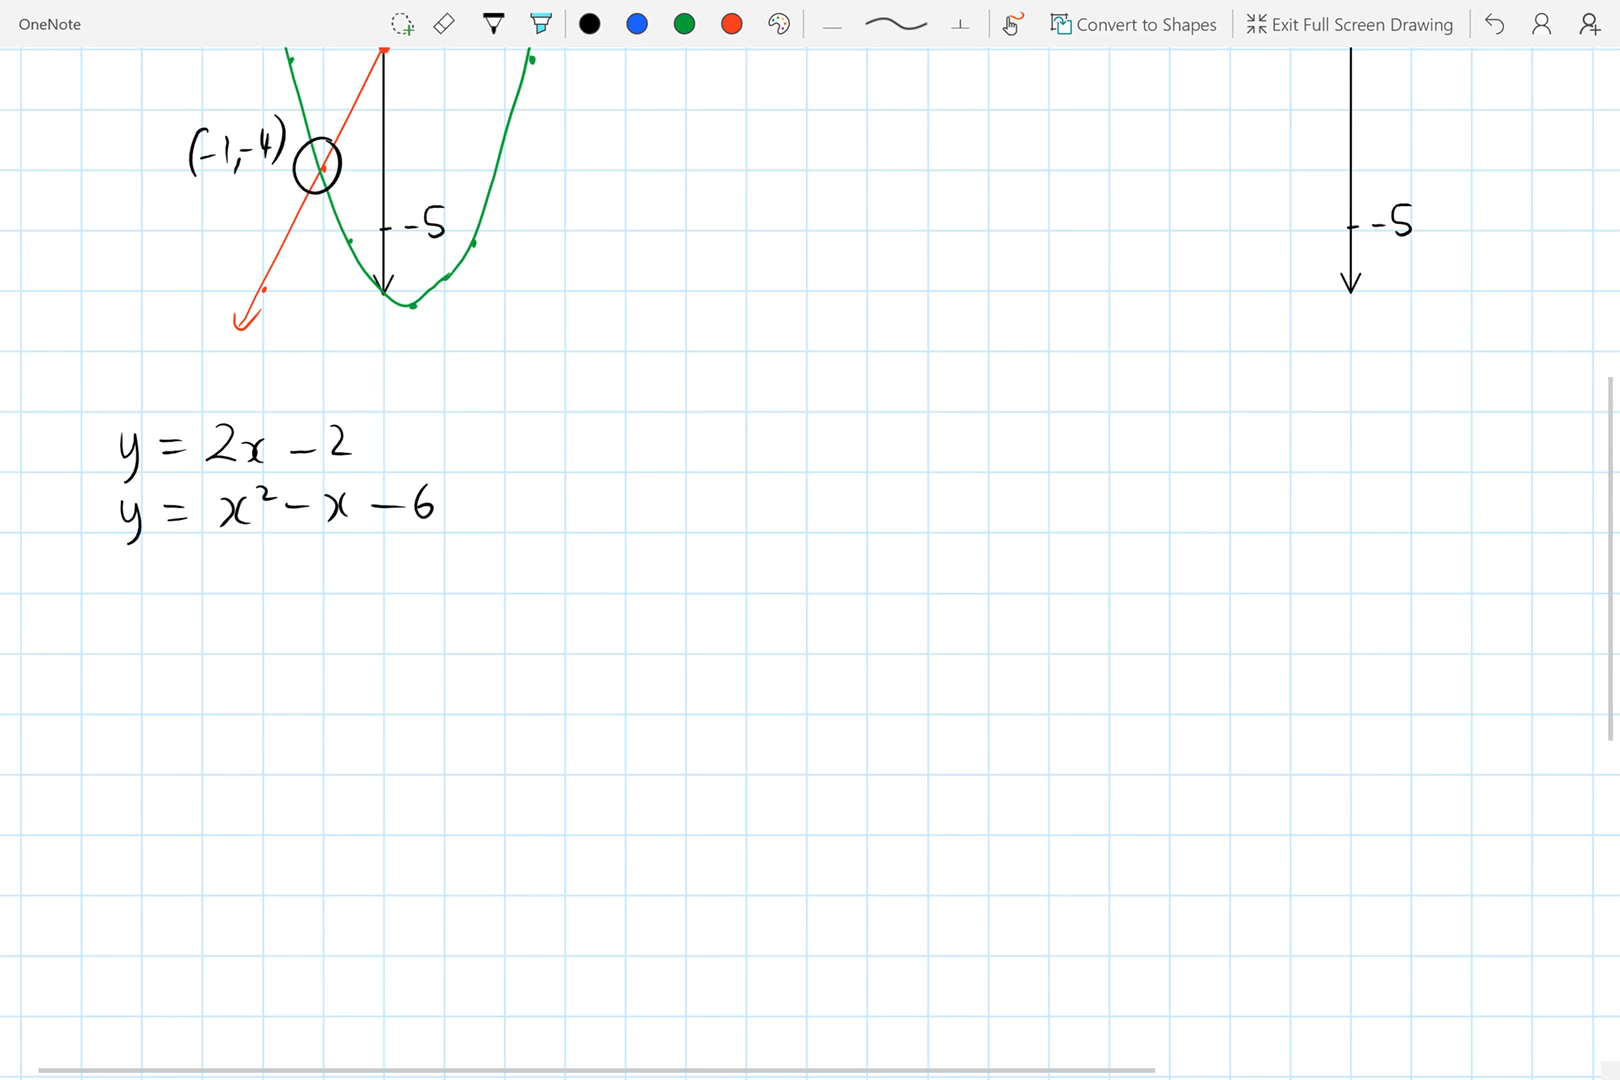 OneNote
Convert to Shapes
Exit Full Screen Drawing
(-1,-4)
-5
-5
y = 2x - 2
y = x² - x - 6